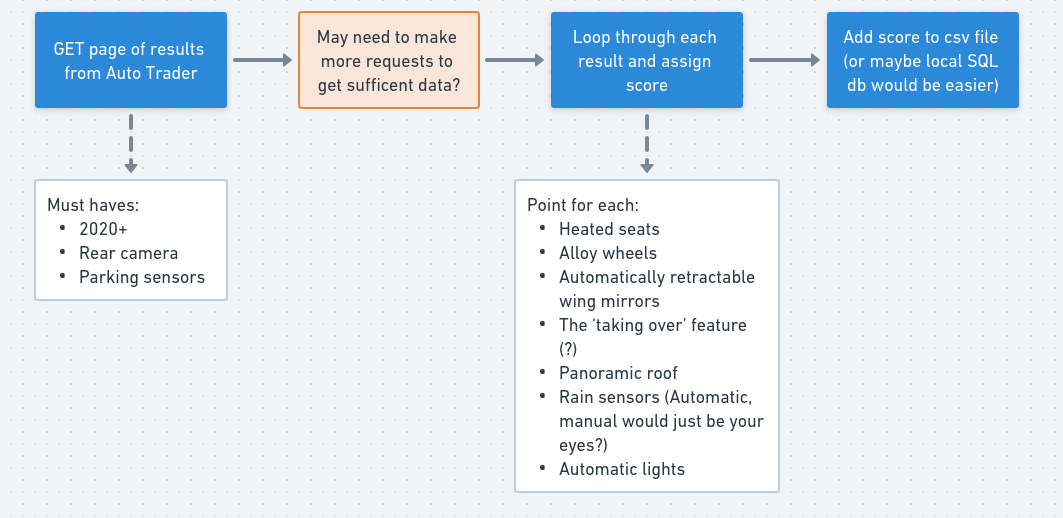 GET page of results
from Auto Trader
May need to make
more requests to
get sufficent data?
Loop through each
result and assign
score
Add score to csv file
(or maybe local SQL
db would be easier)
Must haves:
• 2020+
• Rear camera
• Parking sensors
Point for each:
• Heated seats
• Alloy wheels
• Automatically retractable
wing mirrors
• The ‘taking over’ feature
(?)
• Panoramic roof
• Rain sensors (Automatic,
manual would just be your
eyes?)
• Automatic lights